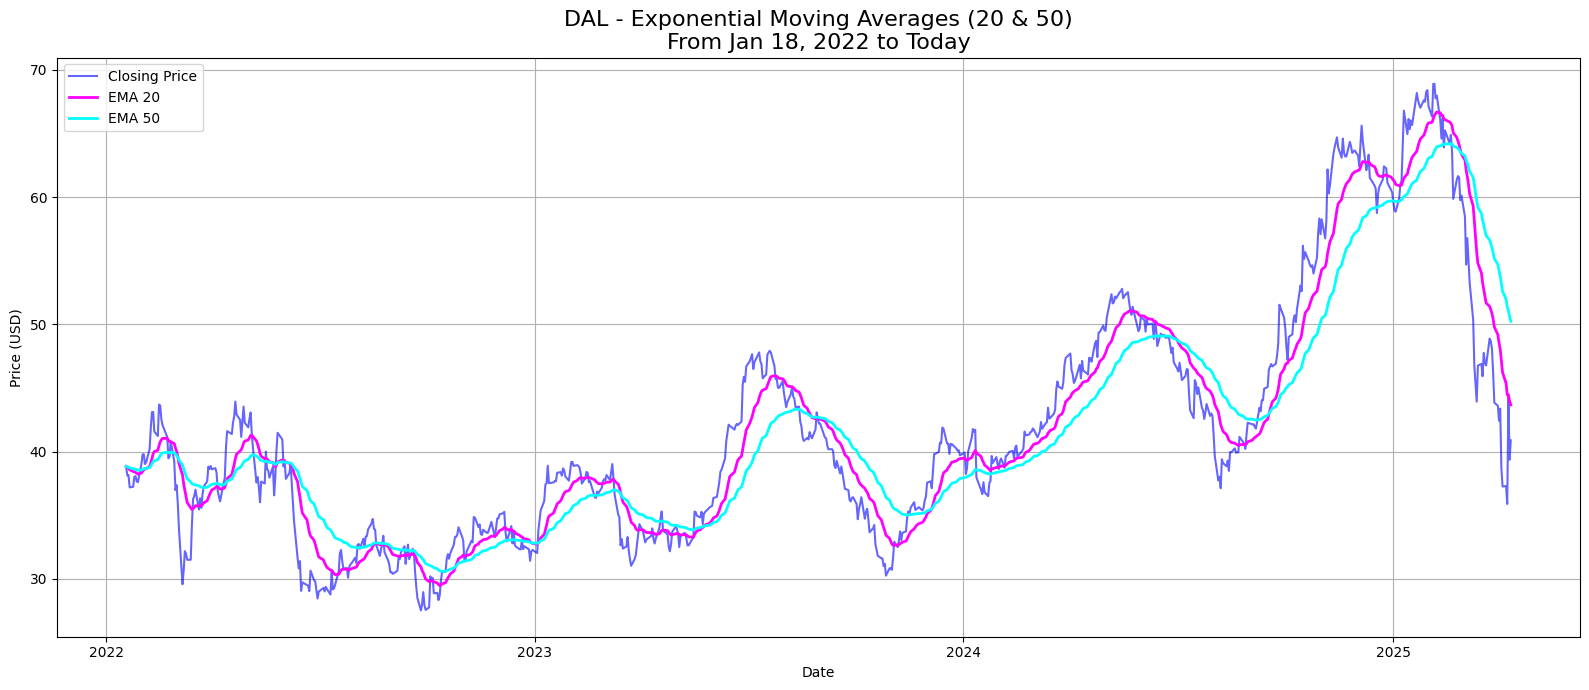 DAL - Exponential Moving Averages (20 & 50)
From Jan 18, 2022 to Today
Closing Price
EMA 20
EMA 50
70
60
50
40
30
Price (USD)
2022
2023
2024
2025
Date